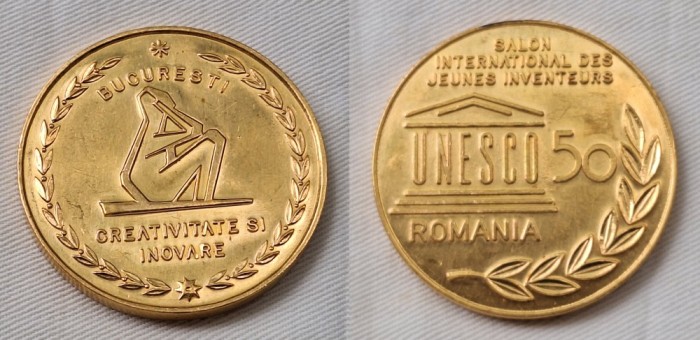 BUCURESTI
CREATIVITATE SI
INOVARE
SALON
INTERNATIONAL DES
JEUNES INVENTEURS
UNESCO 50
ROMANIA